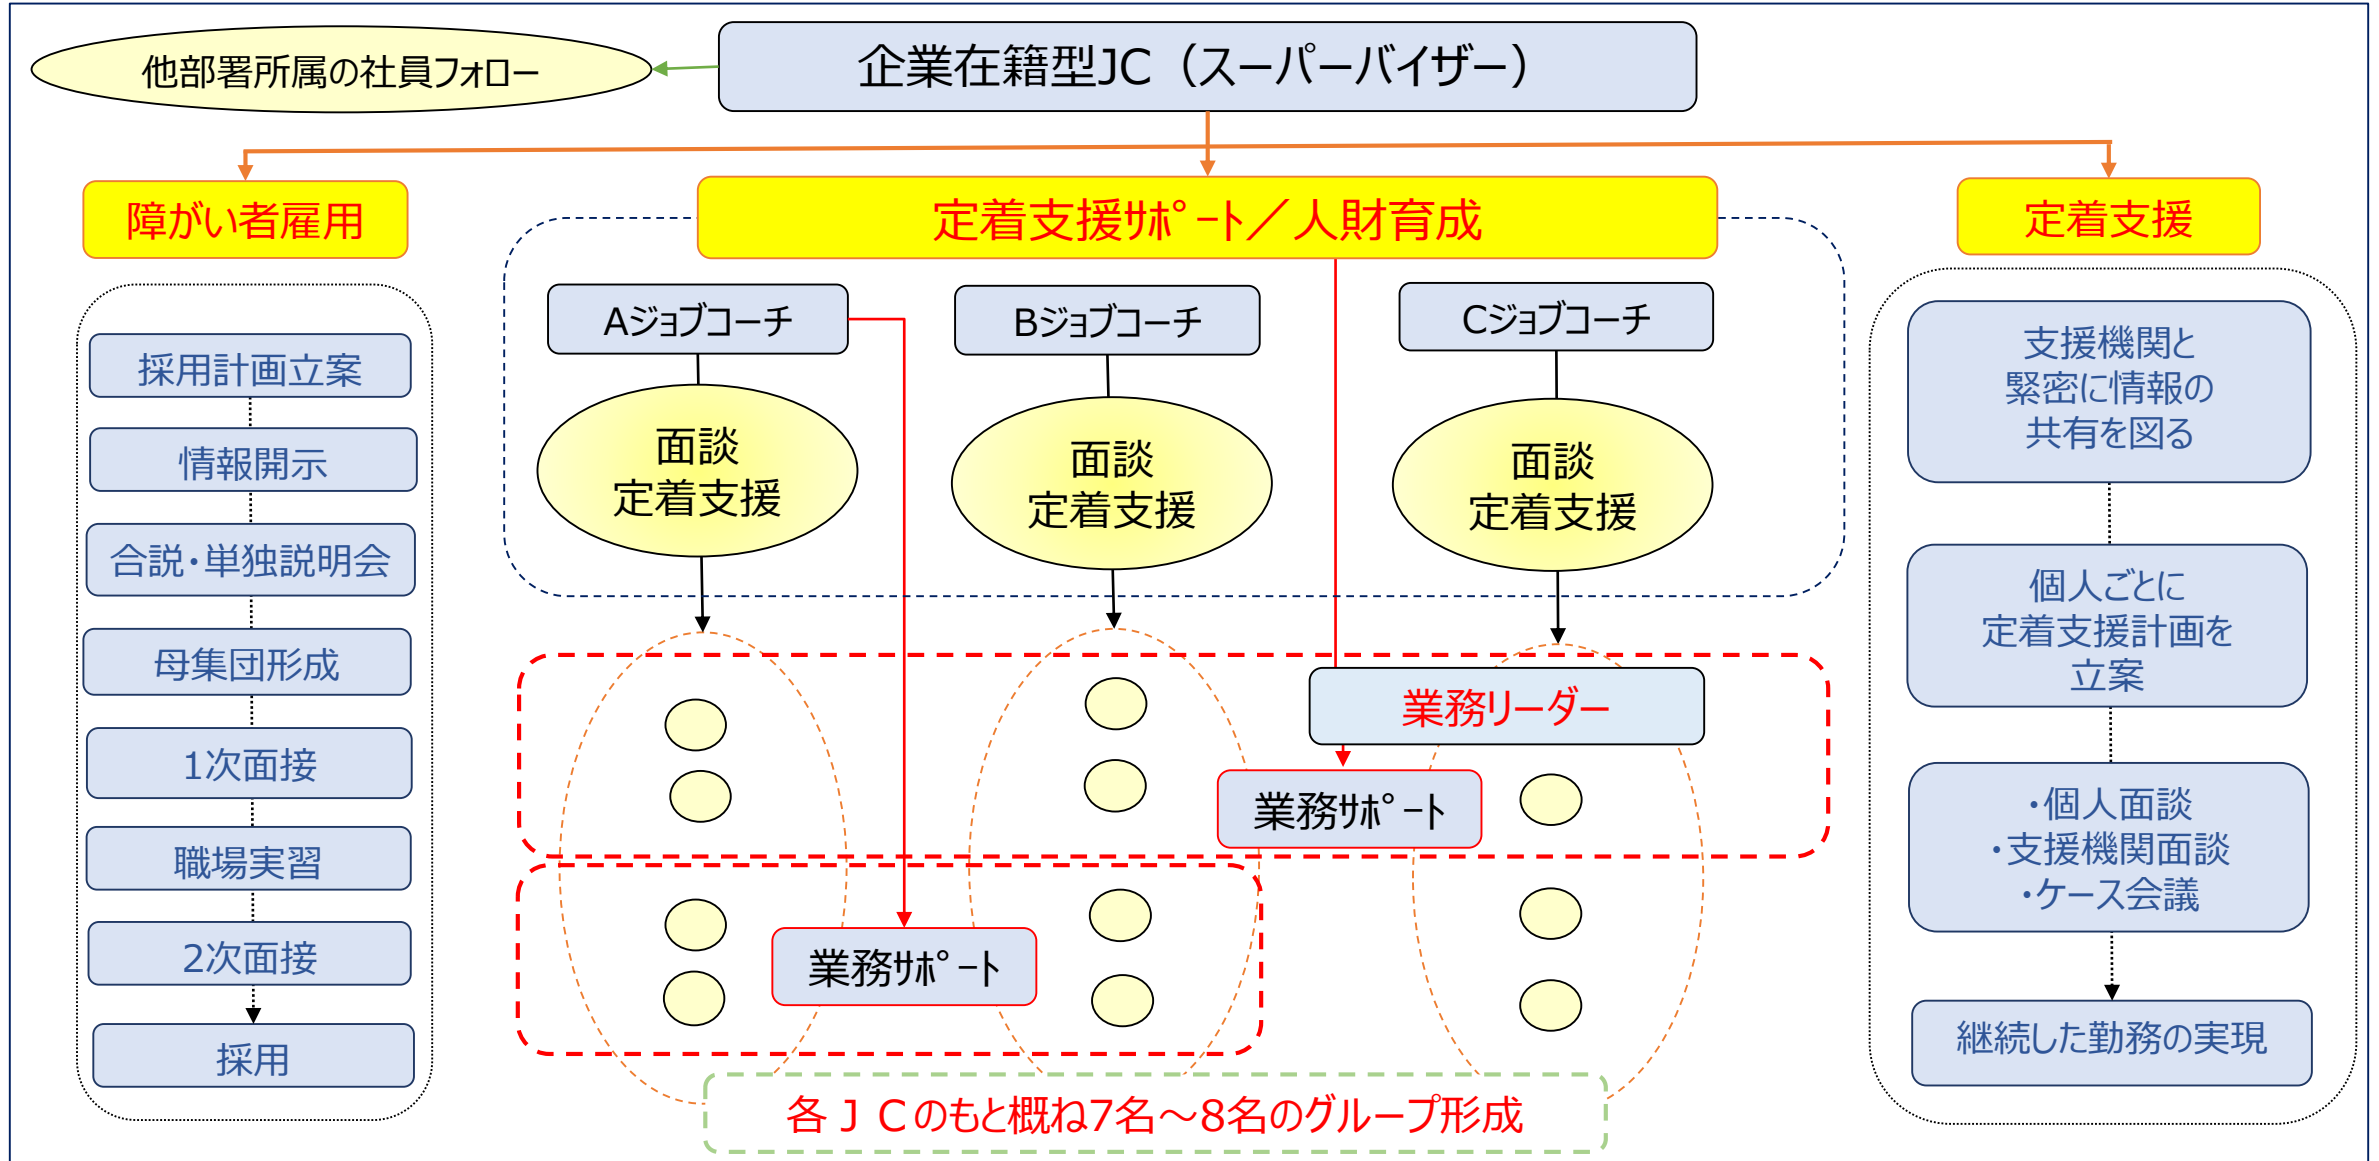 他部署所属の社員フォロー
企業在籍型JC（スーパーバイザー）
障がい者雇用
定着支援ｻﾎﾟｰﾄ／人財育成
定着支援
採用計画立案
情報開示
合説・単独説明会
母集団形成
1次面接
職場実習
2次面接
採用
Aジョブコーチ
Bジョブコーチ
Cジョブコーチ
面談
定着支援
面談
定着支援
面談
定着支援
業務リーダー
業務ｻﾎﾟｰﾄ
業務ｻﾎﾟｰﾄ
各ＪＣのもと概ね7名～8名のグループ形成
支援機関と
緊密に情報の
共有を図る
個人ごとに
定着支援計画を
立案
・個人面談
・支援機関面談
・ケース会議
継続した勤務の実現